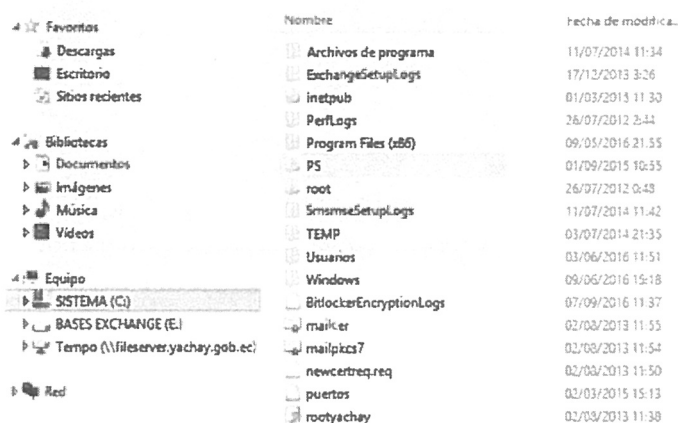 Favoritos
Descargas
Escritorio
Sitios recientes
Bibliotecas
Documentos
Imágenes
Música
Vídeos
Equipo
SISTEMA (C:)
BASES EXCHANGE (E:)
Tempo (\\fileserver.yachay.gob.ec)
Red
Nombre Fecha de modifica...
Archivos de programa 11/07/2014 11:34
ExchangeSetupLogs 17/12/2013 3:26
inetpub 01/03/2013 11:30
PerfLogs 26/07/2012 2:44
Program Files (x86) 09/05/2016 21:55
PS 01/09/2015 10:55
root 26/07/2012 0:48
SmsmseSetupLogs 11/07/2014 11:42
TEMP 03/07/2014 21:35
Usuarios 03/06/2016 11:51
Windows 09/06/2016 15:18
BitlockerEncryptionLogs 07/09/2016 11:37
mailcer 02/08/2013 11:55
mailpkcs7 02/08/2013 11:54
newcertreq.req 02/08/2013 11:50
puertos 02/03/2015 15:13
rootyachay 02/08/2013 11:38